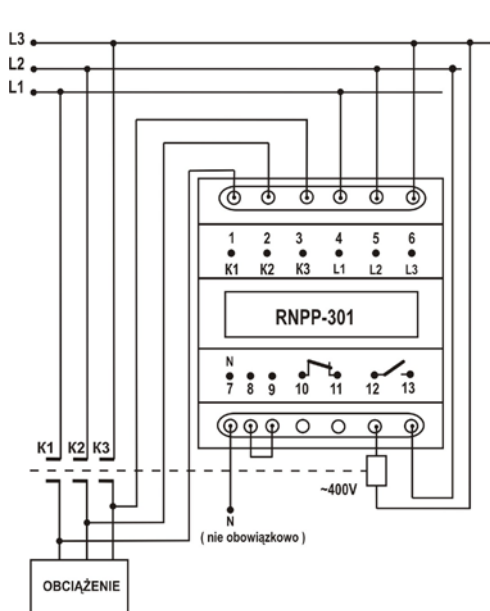 L3
L2
L1
1 2 3 4 5 6
K1 K2 K3 L1 L2 L3
RNPP-301
N
7 8 9 10 11 12 13
K1 K2 K3
~400V
N
( nie obowiązkowo )
OBCIĄŻENIE